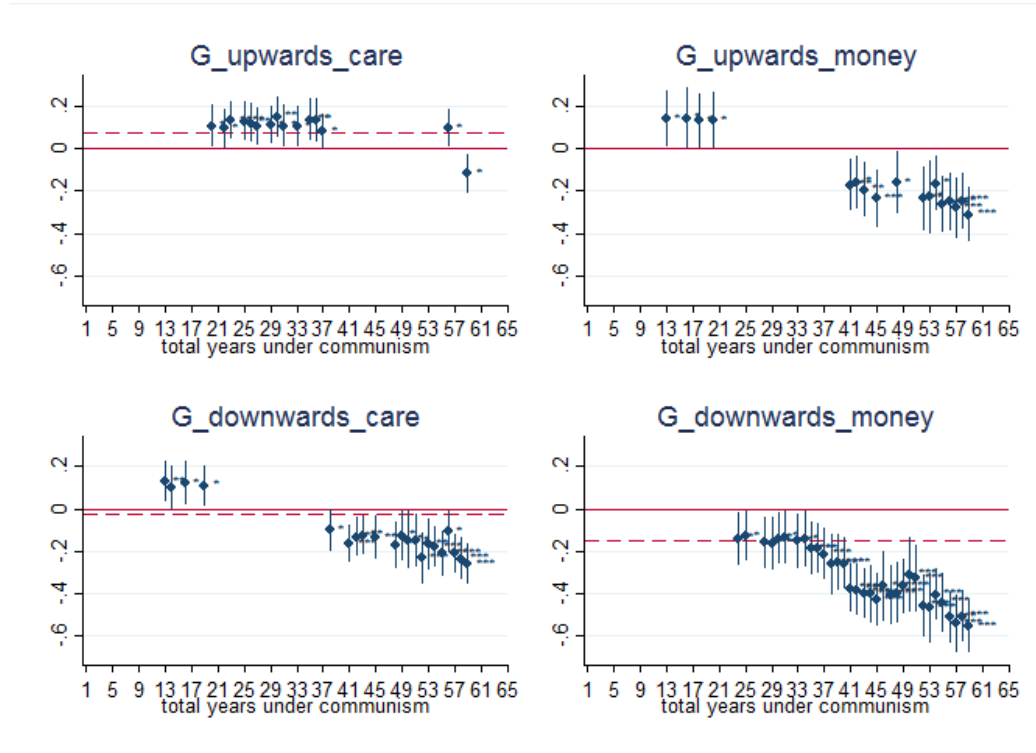 G_upwards_care
.2
0
-.2
-.4
-.6
1 5 9 13 17 21 25 29 33 37 41 45 49 53 57 61 65
total years under communism
G_upwards_money
.2
0
-.2
-.4
-.6
1 5 9 13 17 21 25 29 33 37 41 45 49 53 57 61 65
total years under communism
G_downwards_care
.2
0
-.2
-.4
-.6
1 5 9 13 17 21 25 29 33 37 41 45 49 53 57 61 65
total years under communism
G_downwards_money
.2
0
-.2
-.4
-.6
1 5 9 13 17 21 25 29 33 37 41 45 49 53 57 61 65
total years under communism